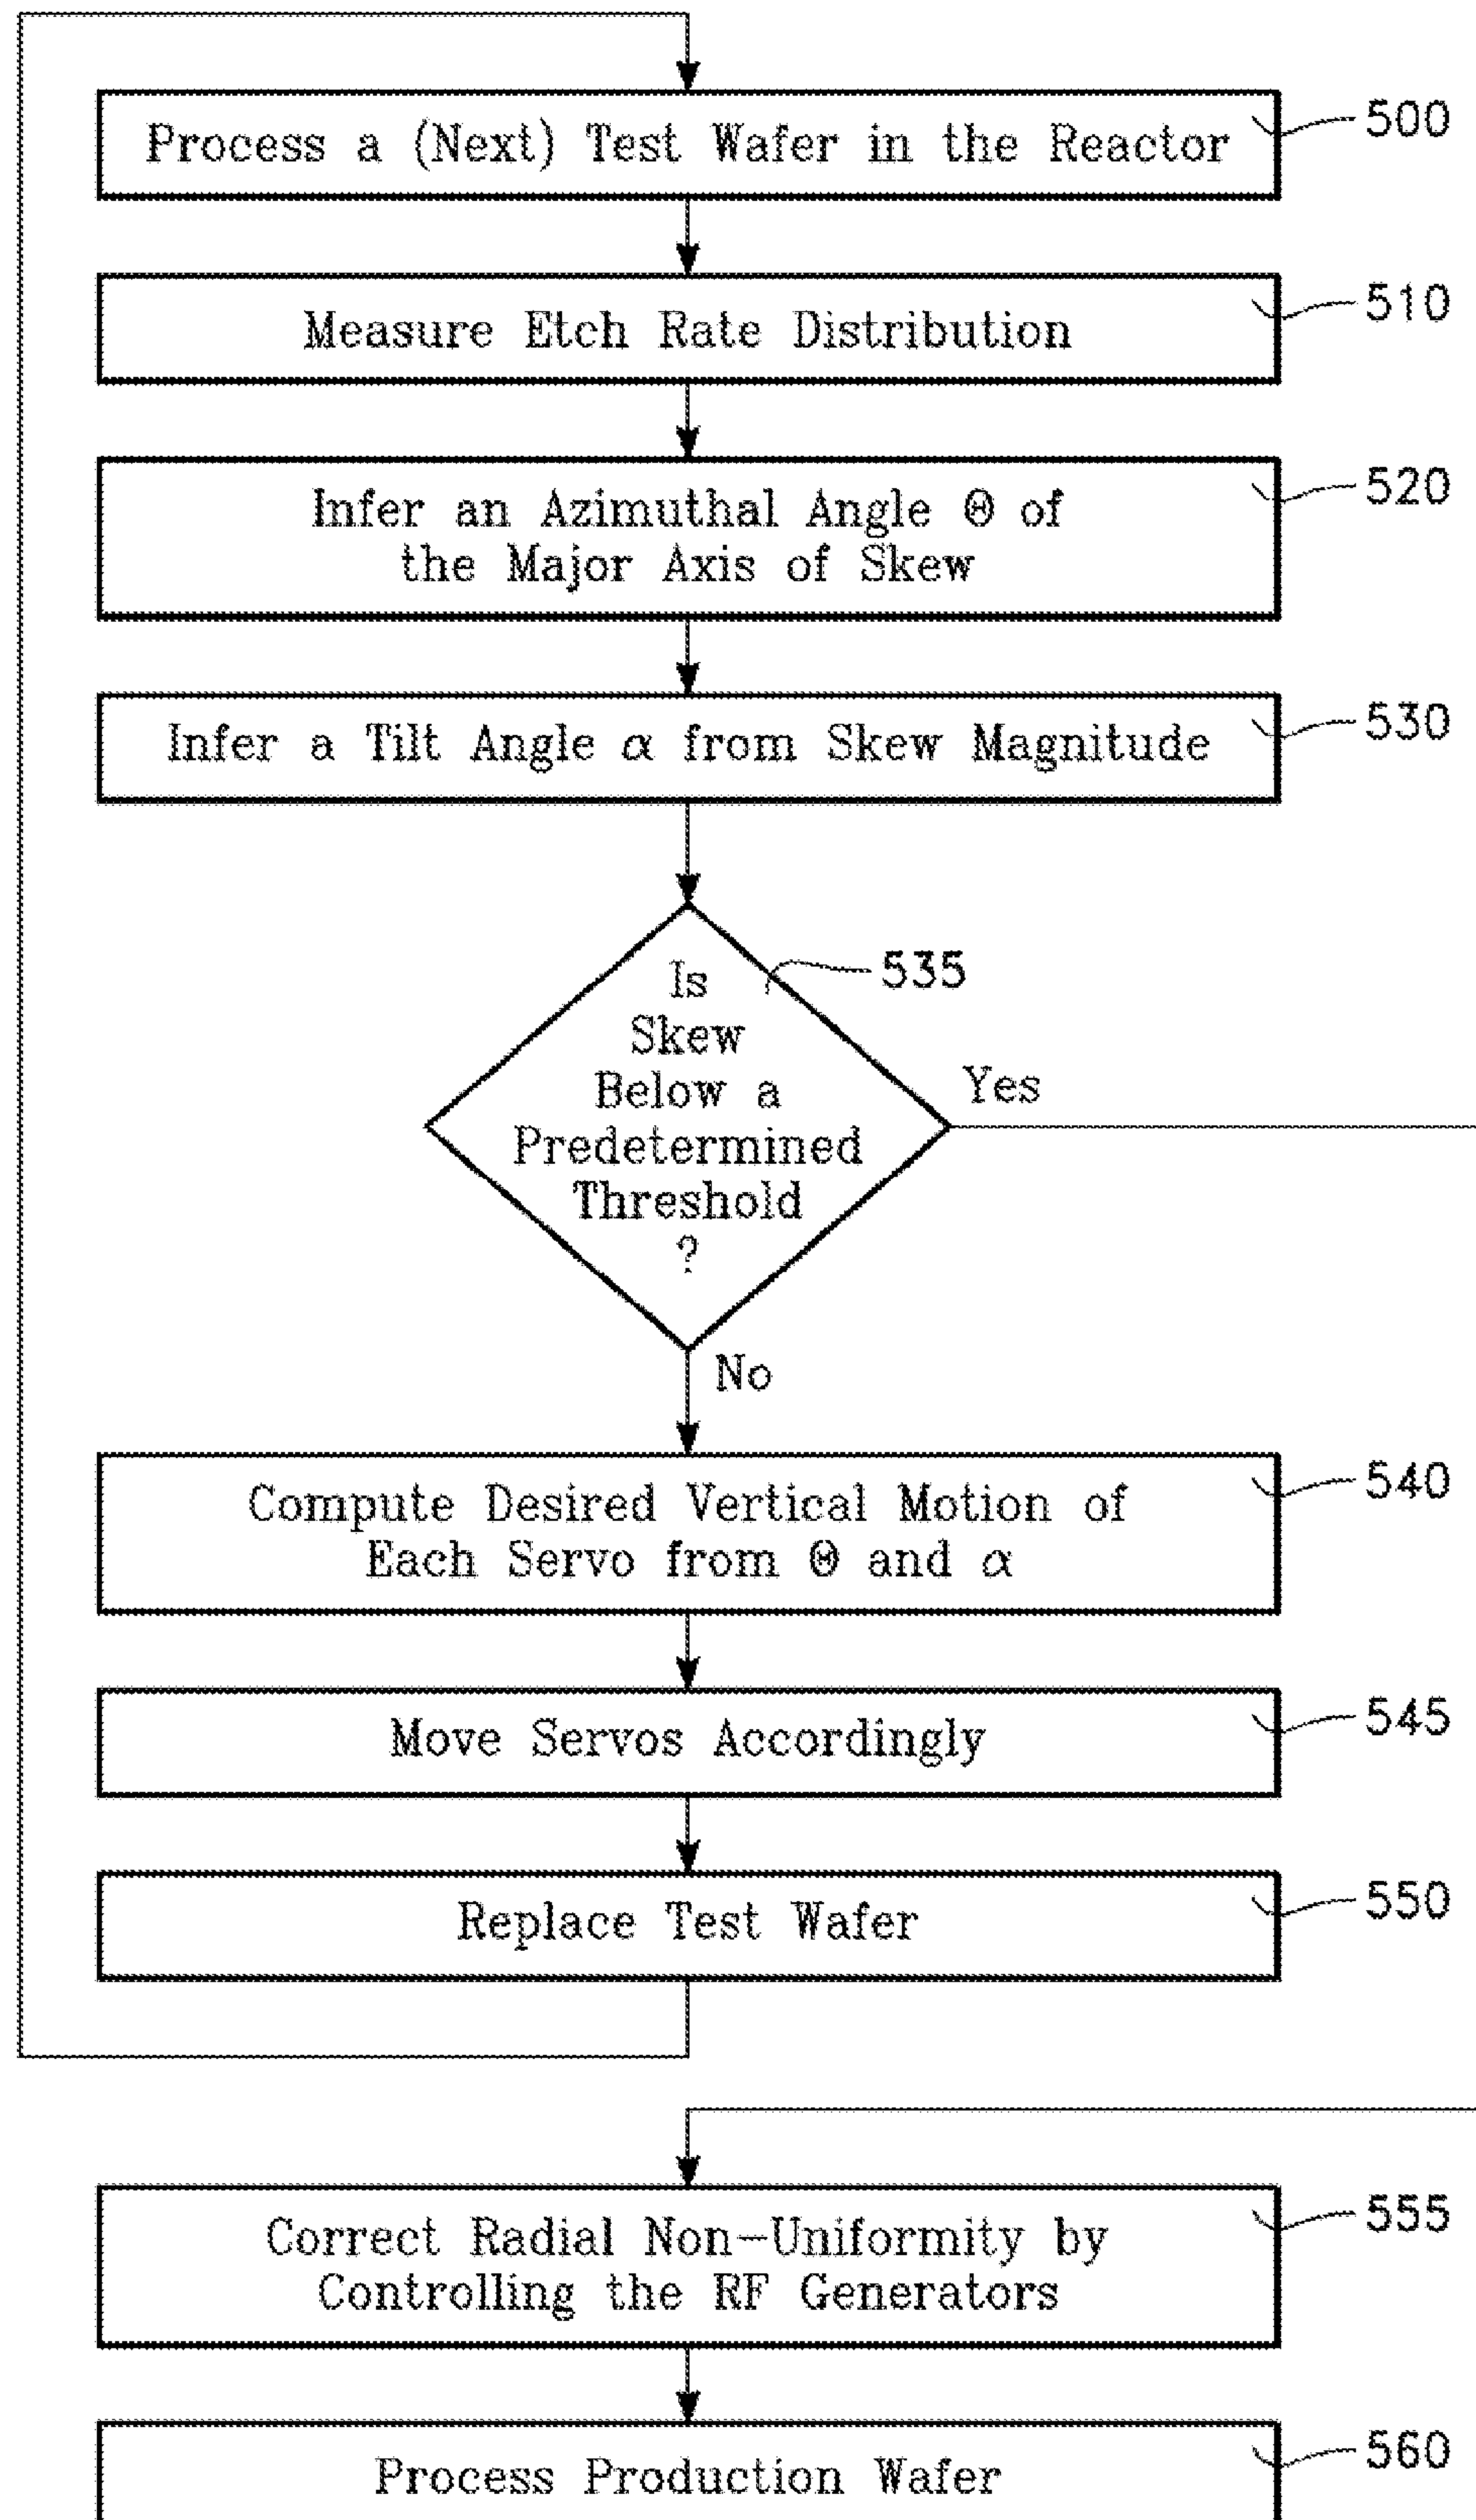 Process a (Next) Test Wafer in the Reactor
500
Measure Etch Rate Distribution
510
Infer an Azimuthal Angle Θ of
the Major Axis of Skew
520
Infer a Tilt Angle α from Skew Magnitude
530
Is
Skew
Below a
Predetermined
Threshold
?
535
Yes
No
Compute Desired Vertical Motion of
Each Servo from Θ and α
540
Move Servos Accordingly
545
Replace Test Wafer
550
Correct Radial Non-Uniformity by
Controlling the RF Generators
555
Process Production Wafer
560